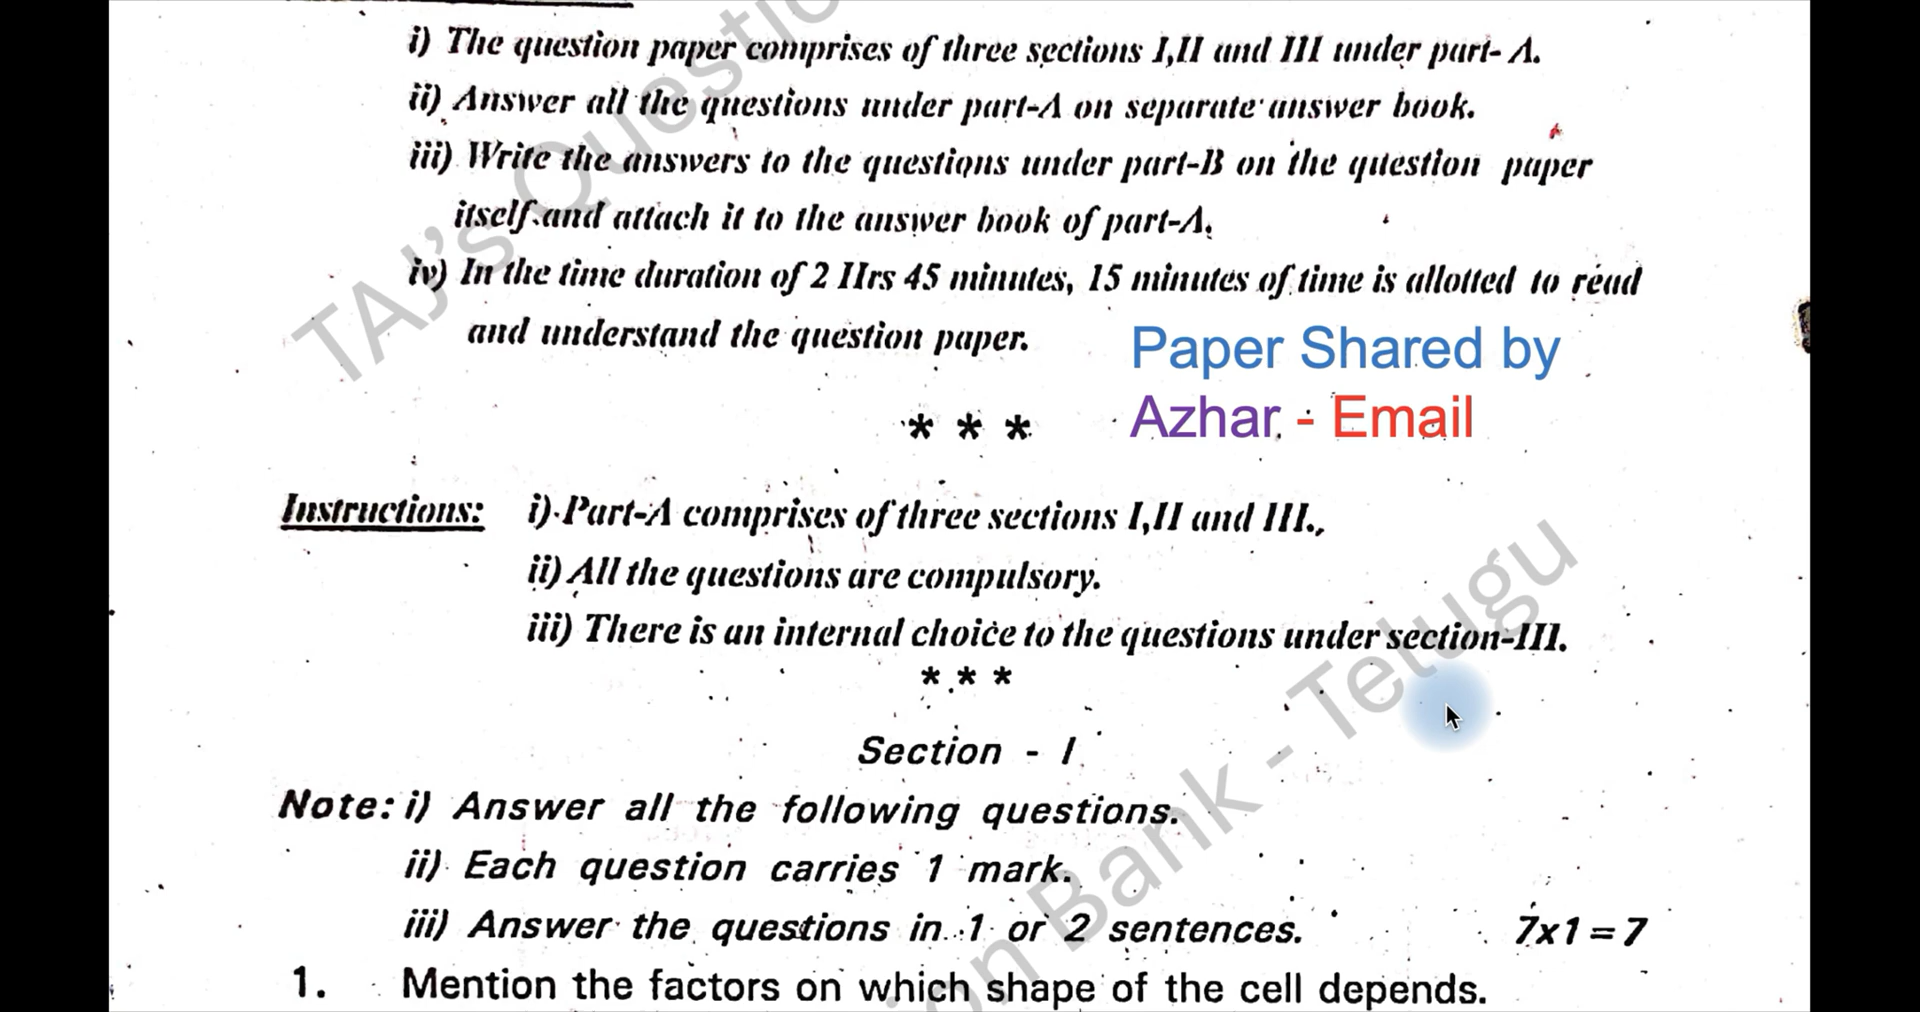 i) The question paper comprises of three sections I,II and III under part- A.
ii) Answer all the questions under part-A on separate answer book.
iii) Write the answers to the questions under part-B on the question paper
itself and attach it to the answer book of part-A.
iv) In the time duration of 2 Hrs 45 minutes, 15 minutes of time is allotted to read
and understand the question paper.
Paper Shared by
Azhar - Email
* * *
Instructions: i) Part-A comprises of three sections I,II and III.,
ii) All the questions are compulsory.
iii) There is an internal choice to the questions under section-III.
* * *
Section - I
Note: i) Answer all the following questions.
ii) Each question carries 1 mark.
iii) Answer the questions in 1 or 2 sentences. 7x1=7
1. Mention the factors on which shape of the cell depends.
TAJ's Question Bank - Telugu